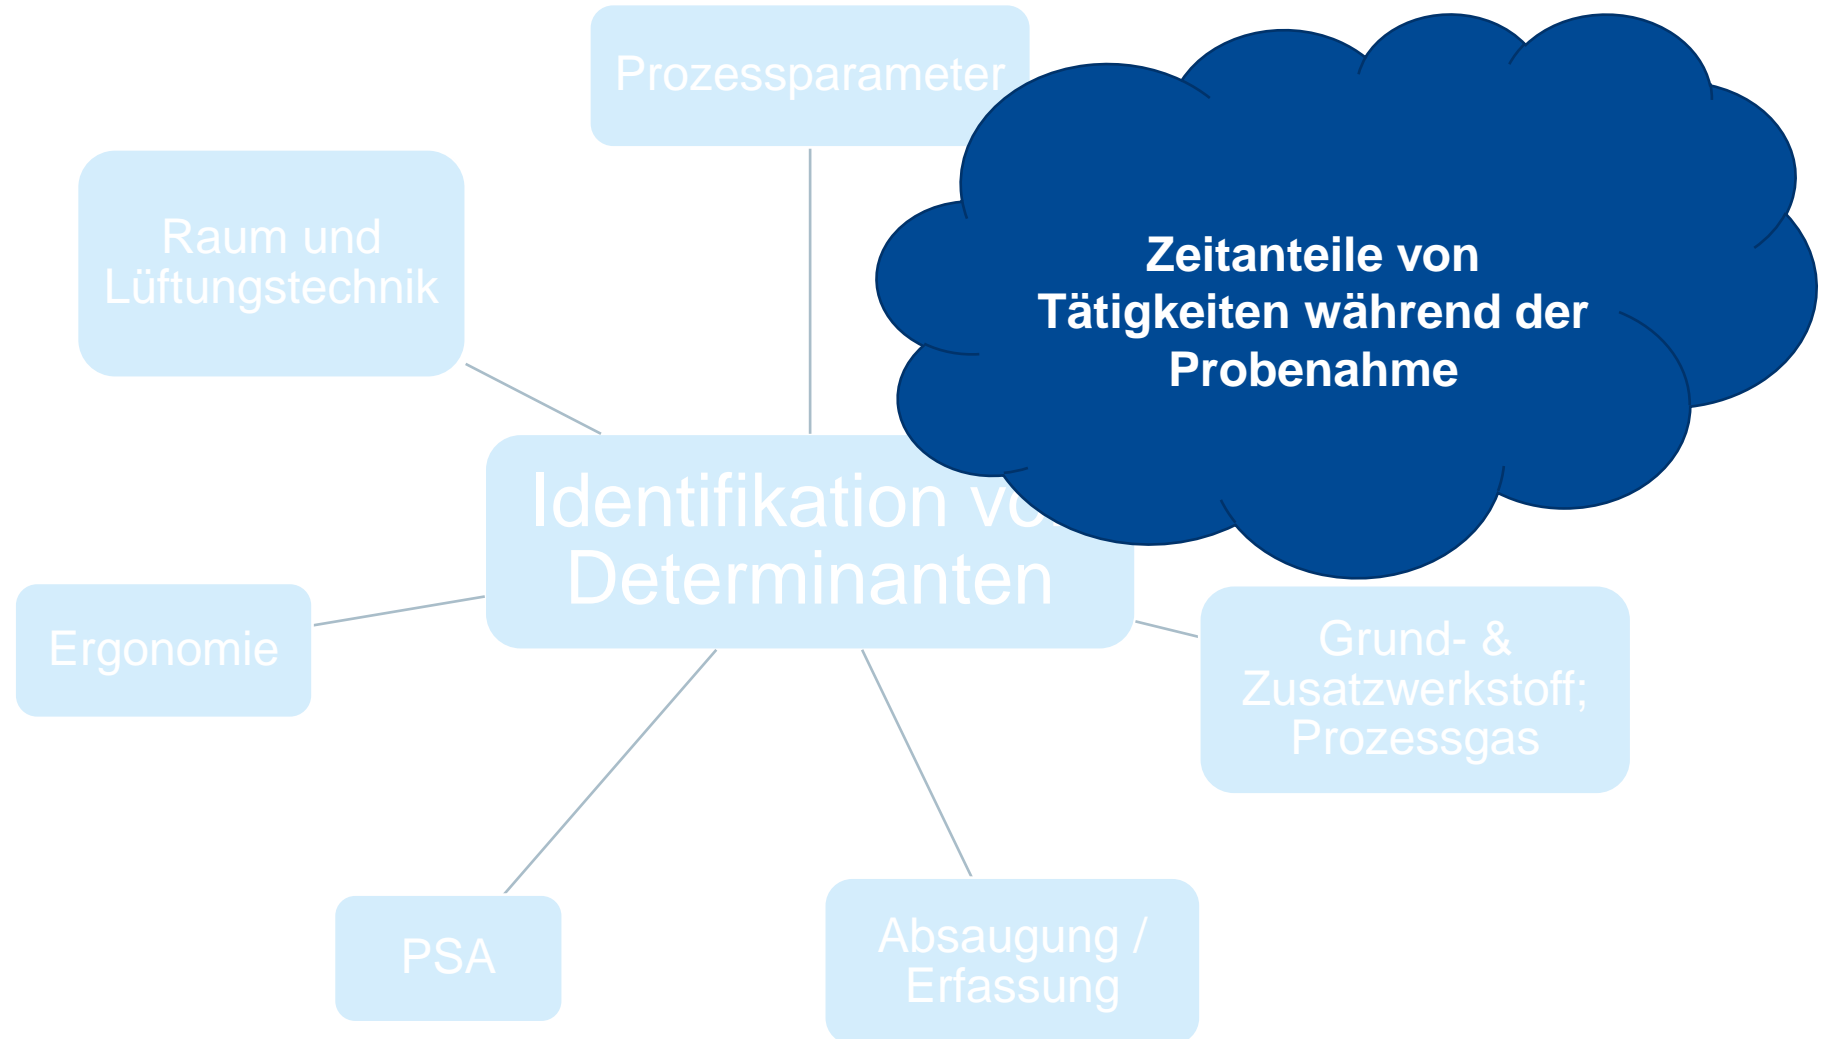 Prozessparameter
Raum und
Lüftungstechnik
Zeitanteile von
Tätigkeiten während der
Probenahme
Identifikation
Determinanten
Ergonomie
Grund- &
Zusatzwerkstoff;
Prozessgas
PSA
Absaugung /
Erfassung